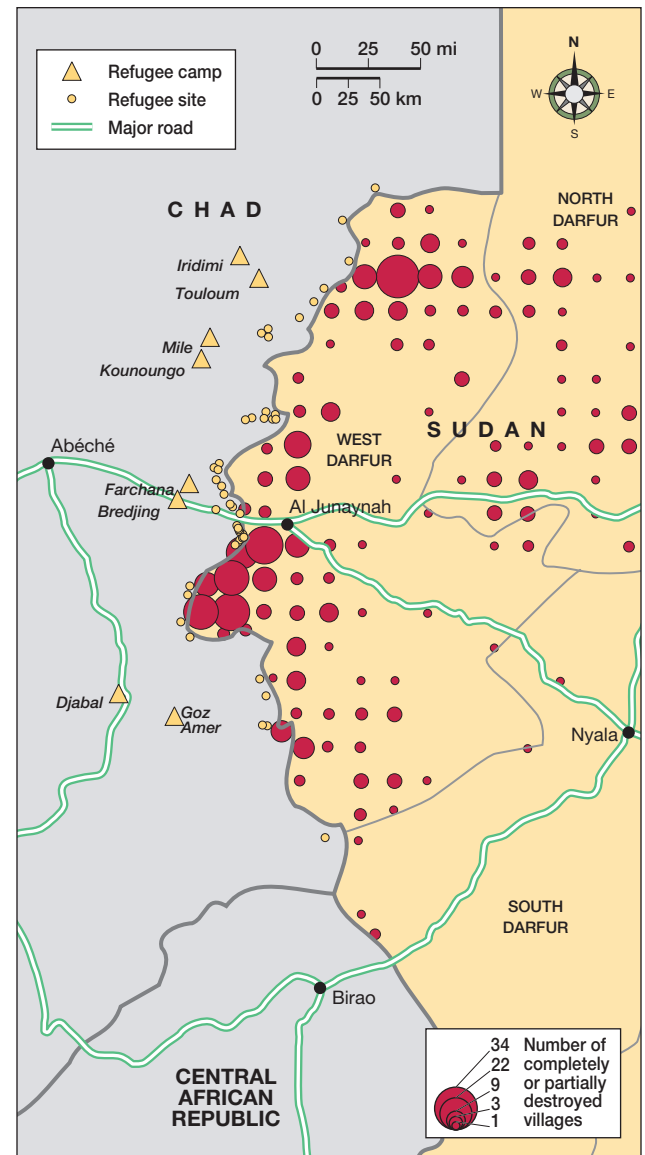 Refugee camp
Refugee site
Major road
0 25 50 mi
0 25 50 km
N
W E
S
CHAD
NORTH
DARFUR
Iridimi
Touloum
Mile
Kounoungo
SUDAN
WEST
DARFUR
Abéché
Farchana
Bredjing
Al Junaynah
Djabal
Goz
Amer
Nyala
SOUTH
DARFUR
Birao
CENTRAL
AFRICAN
REPUBLIC
34 Number of
22 completely
9 or partially
3 destroyed
1 villages